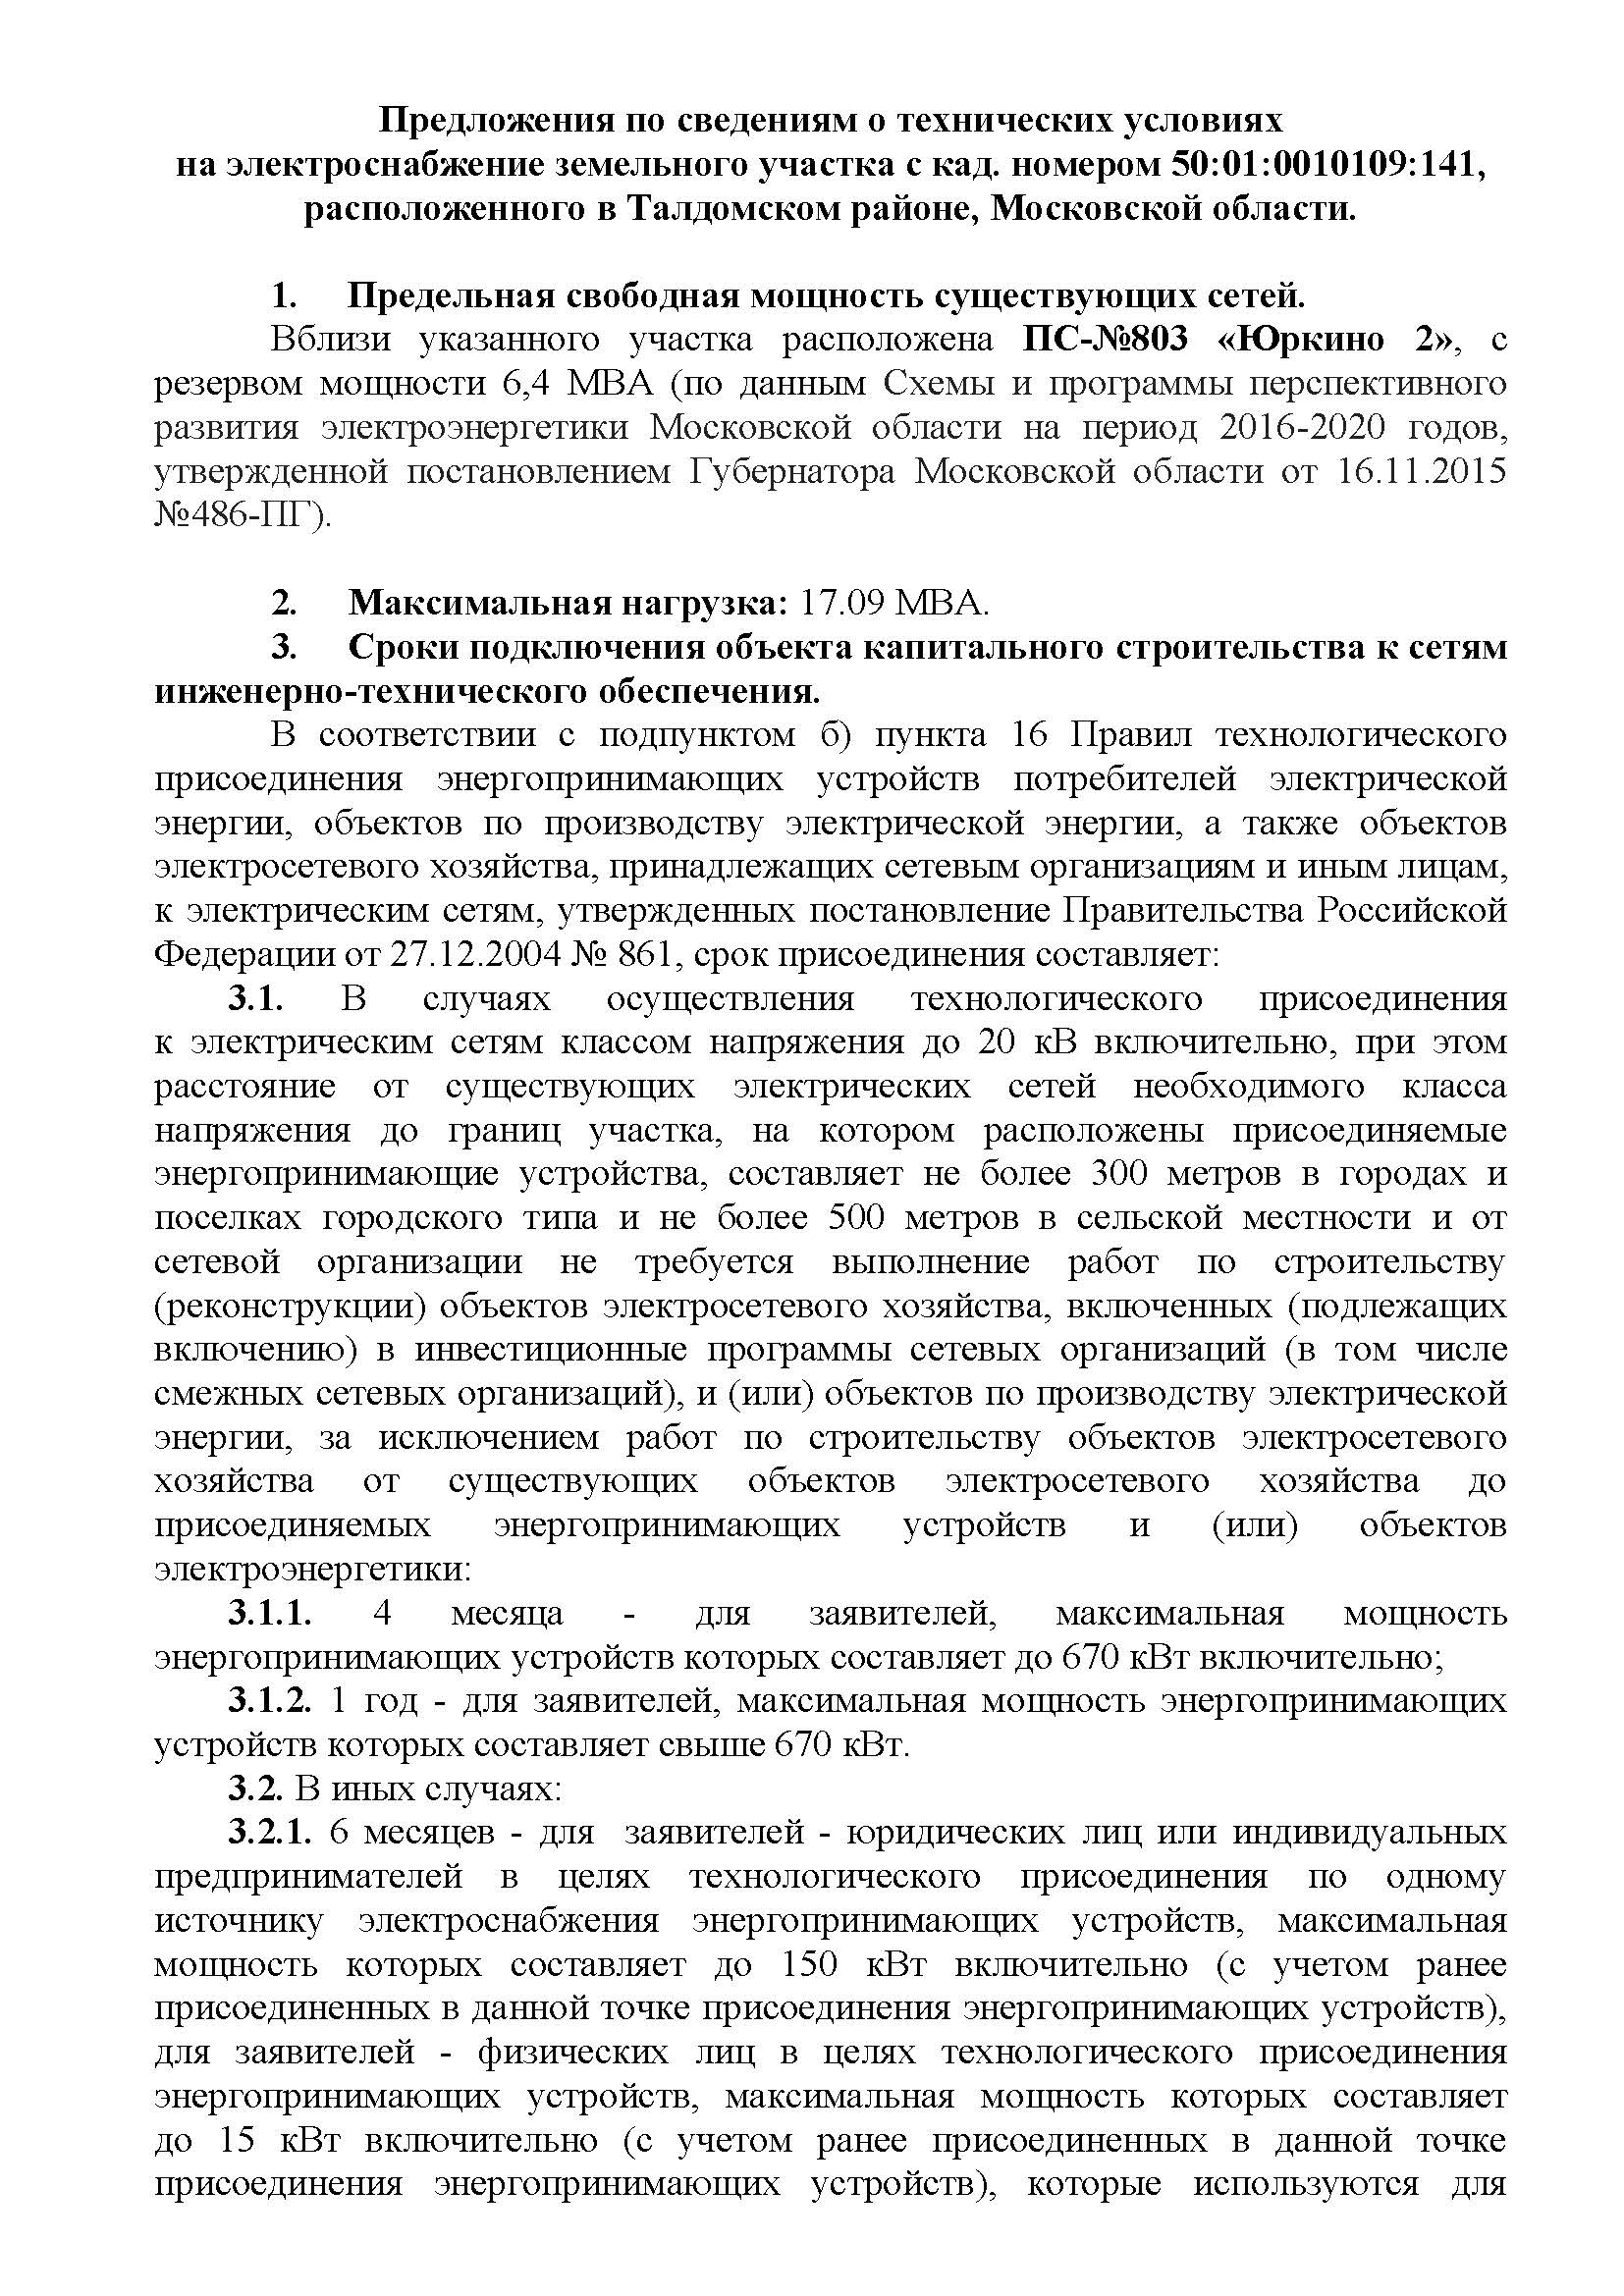 Предложения по сведениям о технических условиях
на электроснабжение земельного участка с кад. номером 50:01:0010109:141,
расположенного в Талдомском районе, Московской области.
1. Предельная свободная мощность существующих сетей.
Вблизи указанного участка расположена ПС-№803 «Юркино 2», с
резервом мощности 6,4 МВА (по данным Схемы и программы перспективного
развития электроэнергетики Московской области на период 2016-2020 годов,
утвержденной постановлением Губернатора Московской области от 16.11.2015
№486-ПГ).
2. Максимальная нагрузка: 17.09 МВА.
3. Сроки подключения объекта капитального строительства к сетям
инженерно-технического обеспечения.
В соответствии с подпунктом б) пункта 16 Правил технологического
присоединения энергопринимающих устройств потребителей электрической
энергии, объектов по производству электрической энергии, а также объектов
электросетевого хозяйства, принадлежащих сетевым организациям и иным лицам,
к электрическим сетям, утвержденных постановление Правительства Российской
Федерации от 27.12.2004 № 861, срок присоединения составляет:
3.1. В случаях осуществления технологического присоединения
к электрическим сетям классом напряжения до 20 кВ включительно, при этом
расстояние от существующих электрических сетей необходимого класса
напряжения до границ участка, на котором расположены присоединяемые
энергопринимающие устройства, составляет не более 300 метров в городах и
поселках городского типа и не более 500 метров в сельской местности и от
сетевой организации не требуется выполнение работ по строительству
(реконструкции) объектов электросетевого хозяйства, включенных (подлежащих
включению) в инвестиционные программы сетевых организаций (в том числе
смежных сетевых организаций), и (или) объектов по производству электрической
энергии, за исключением работ по строительству объектов электросетевого
хозяйства от существующих объектов электросетевого хозяйства до
присоединяемых энергопринимающих устройств и (или) объектов
электроэнергетики:
3.1.1. 4 месяца - для заявителей, максимальная мощность
энергопринимающих устройств которых составляет до 670 кВт включительно;
3.1.2. 1 год - для заявителей, максимальная мощность энергопринимающих
устройств которых составляет свыше 670 кВт.
3.2. В иных случаях:
3.2.1. 6 месяцев - для заявителей - юридических лиц или индивидуальных
предпринимателей в целях технологического присоединения по одному
источнику электроснабжения энергопринимающих устройств, максимальная
мощность которых составляет до 150 кВт включительно (с учетом ранее
присоединенных в данной точке присоединения энергопринимающих устройств),
для заявителей - физических лиц в целях технологического присоединения
энергопринимающих устройств, максимальная мощность которых составляет
до 15 кВт включительно (с учетом ранее присоединенных в данной точке
присоединения энергопринимающих устройств), которые используются для